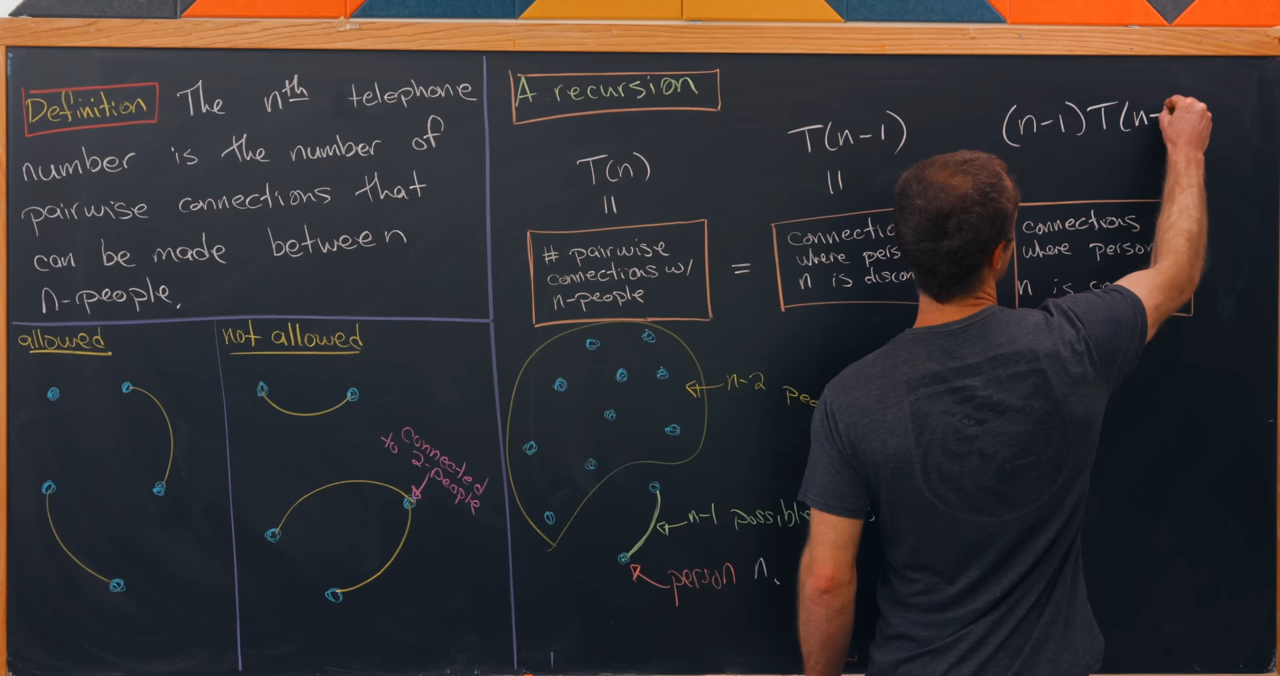 Definition The nth telephone
number is the number of
pairwise connections that
can be made between
n-people.
allowed
not allowed
connected
to 2-people
A recursion
T(n)
=
# pairwise
connections w/
n-people
=
T(n-1)
=
where
n is
(n-1)T(n-
connections
where person
n is
n-2
n-1 possible
person n.